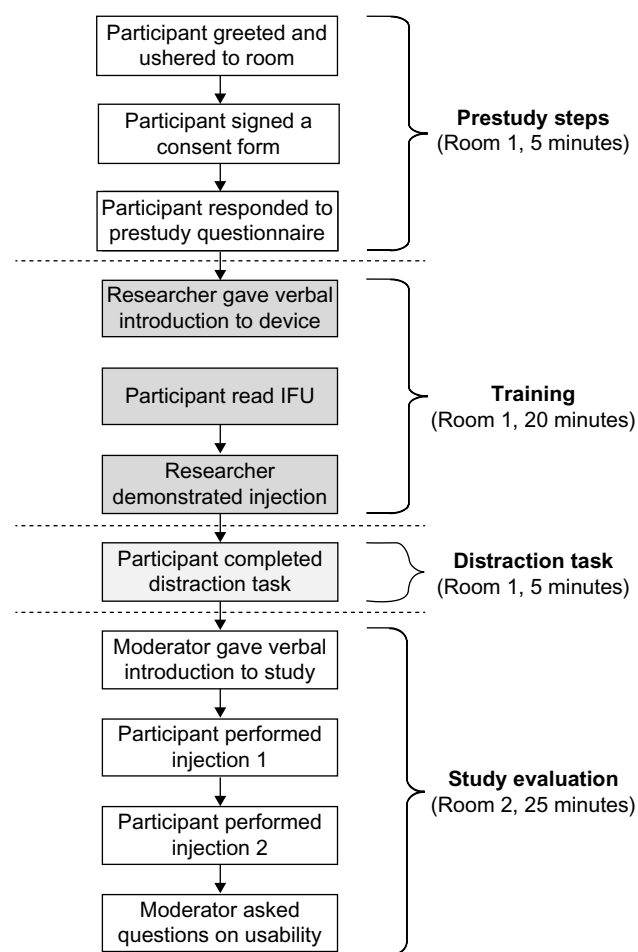 Participant greeted and
ushered to room
Participant signed a
consent form
Participant responded to
prestudy questionnaire
Prestudy steps
(Room 1, 5 minutes)
Researcher gave verbal
introduction to device
Participant read IFU
Researcher
demonstrated injection
Training
(Room 1, 20 minutes)
Participant completed
distraction task
Distraction task
(Room 1, 5 minutes)
Moderator gave verbal
introduction to study
Participant performed
injection 1
Participant performed
injection 2
Moderator asked
questions on usability
Study evaluation
(Room 2, 25 minutes)